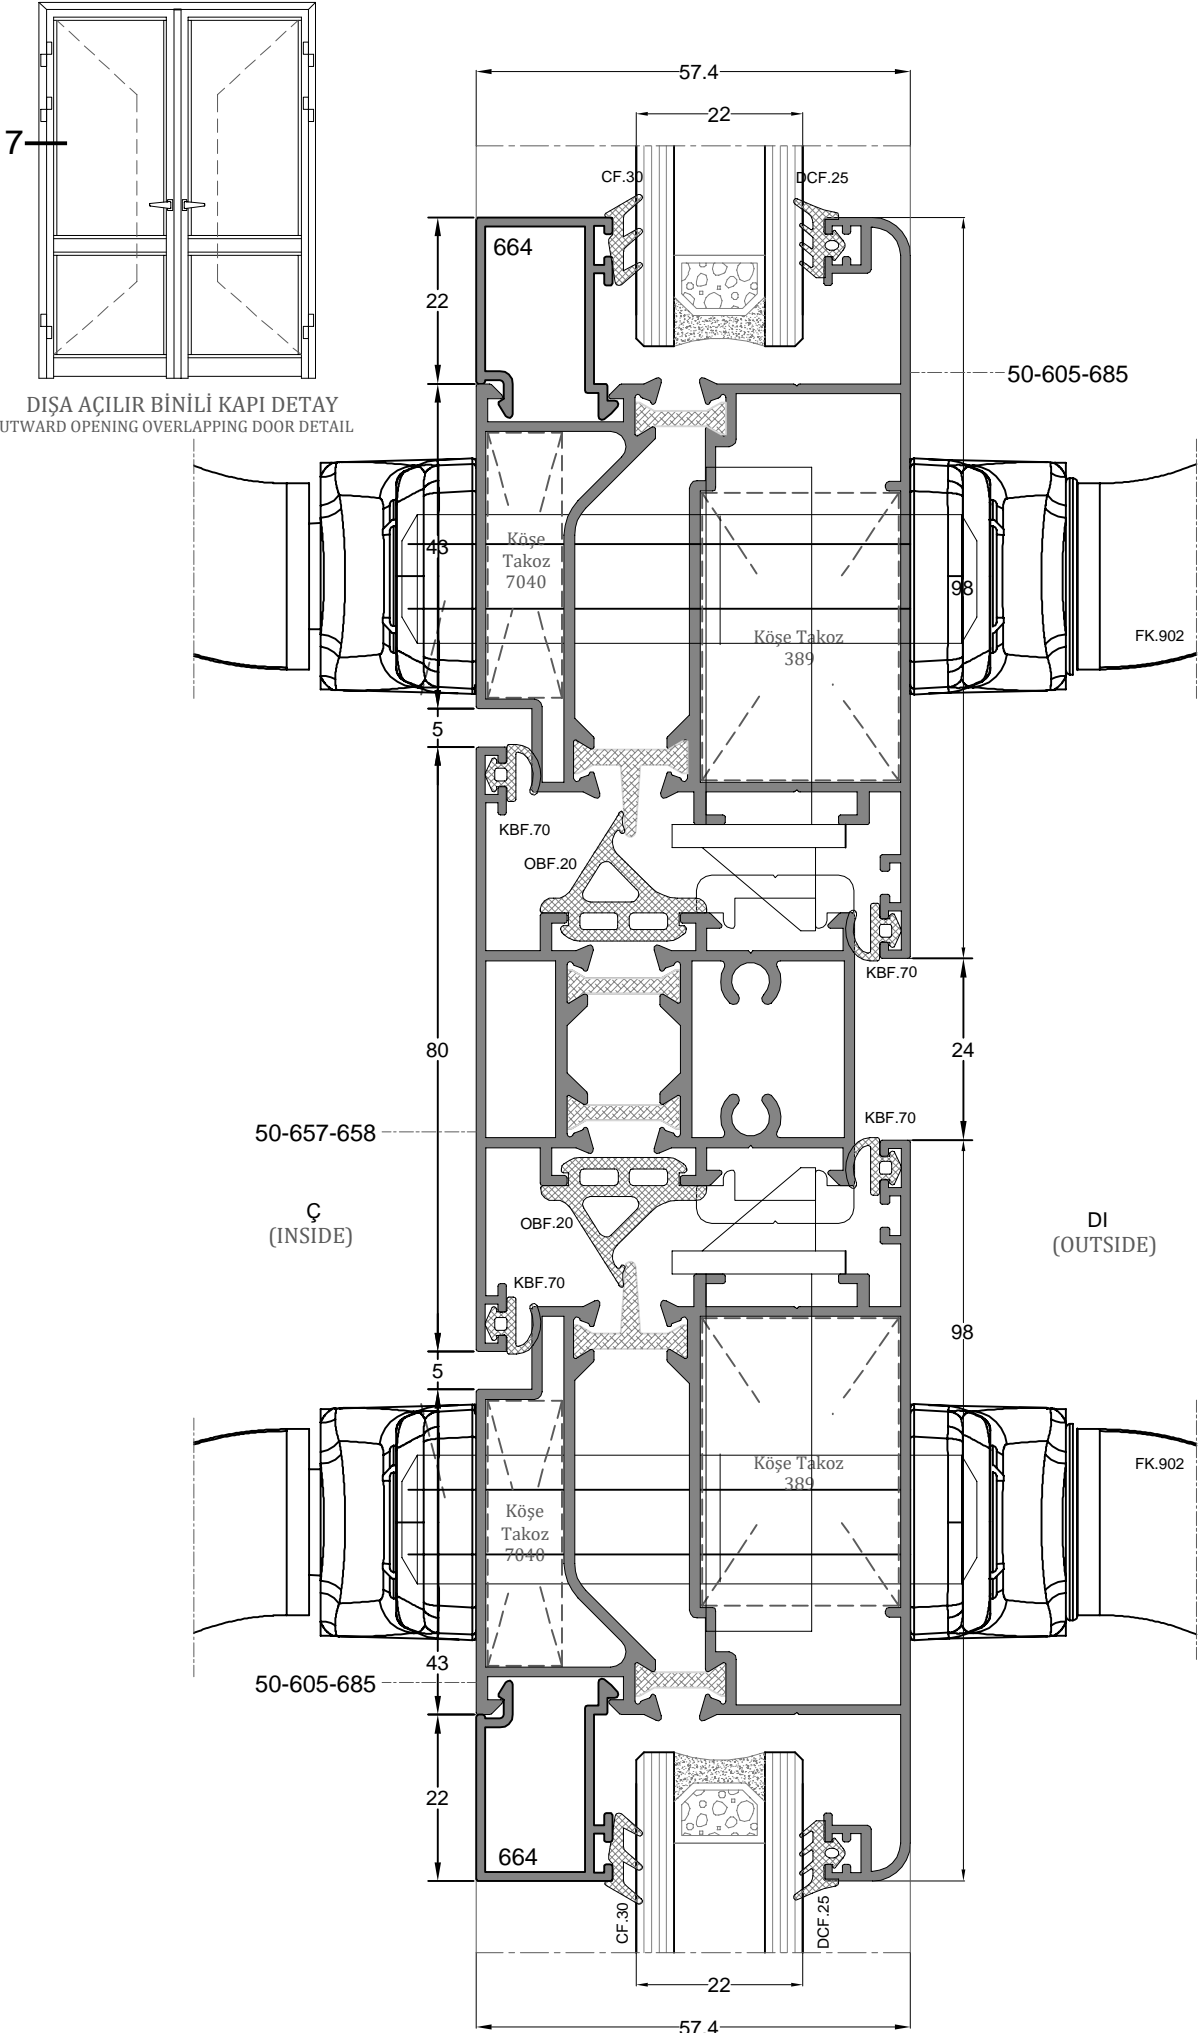 57.4
22
7
CF.30
DCF.25
664
22
50-605-685
DIŞA AÇILIR BİNİLİ KAPI DETAY
UTWARD OPENING OVERLAPPING DOOR DETAIL
43
Köşe
Takoz
7040
98
Köşe Takoz
389
FK.902
5
KBF.70
OBF.20
KBF.70
80
24
KBF.70
50-657-658
Ç
(INSIDE)
OBF.20
DI
(OUTSIDE)
KBF.70
98
5
Köşe Takoz
389
FK.902
Köşe
Takoz
7040
43
50-605-685
22
664
CF.30
DCF.25
22
57.4